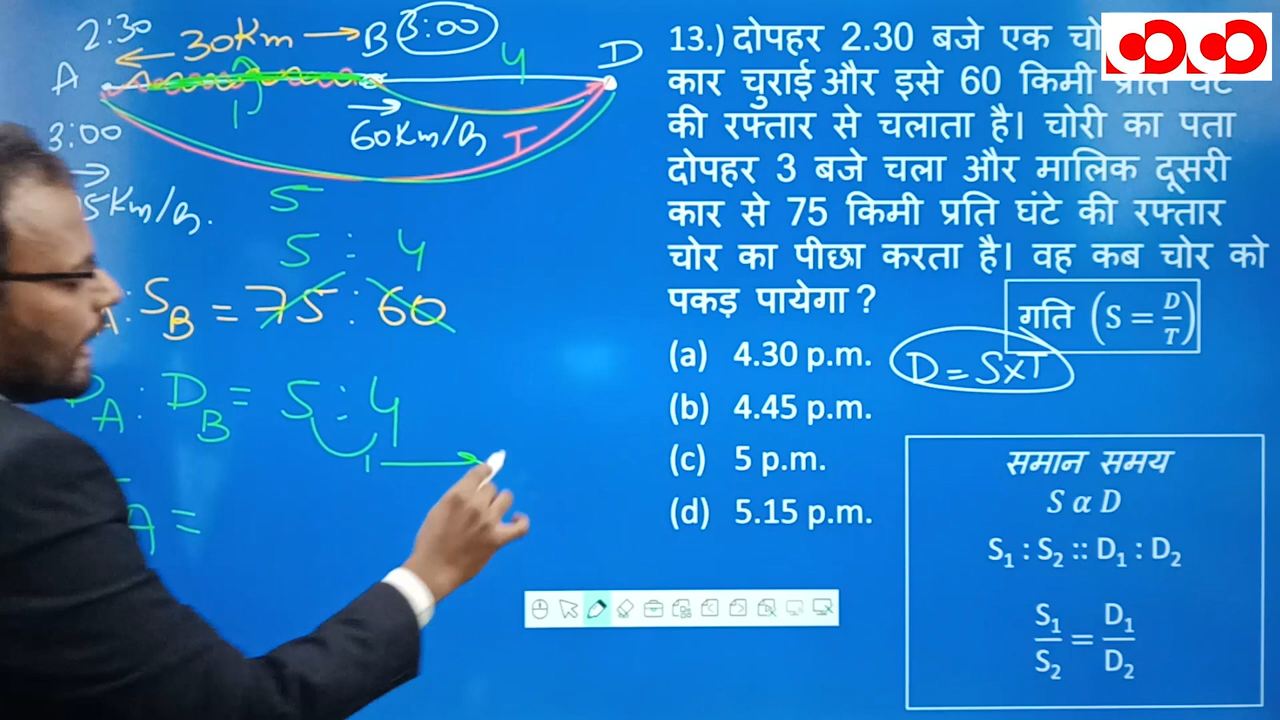 2:30
30Km
B
3:00
A
D
4
1
60Km/h
I
3:00
5Km/h.
5
5 : 4
: SB = 75 : 60
DA : DB = 5 : 4
1
A =
13.) दोपहर 2.30 बजे एक
कार चुराई और इसे 60 किमी प्रति घंटे
की रफ्तार से चलाता है। चोरी का पता
दोपहर 3 बजे चला और मालिक दूसरी
कार से 75 किमी प्रति घंटे की रफ्तार
चोर का पीछा करता है। वह कब चोर को
पकड़ पायेगा ?
गति (S = D/T)
(a) 4.30 p.m.
D = S×T
(b) 4.45 p.m.
(c) 5 p.m.
(d) 5.15 p.m.
समान समय
S α D
S₁ : S₂ :: D₁ : D₂
S₁/S₂ = D₁/D₂